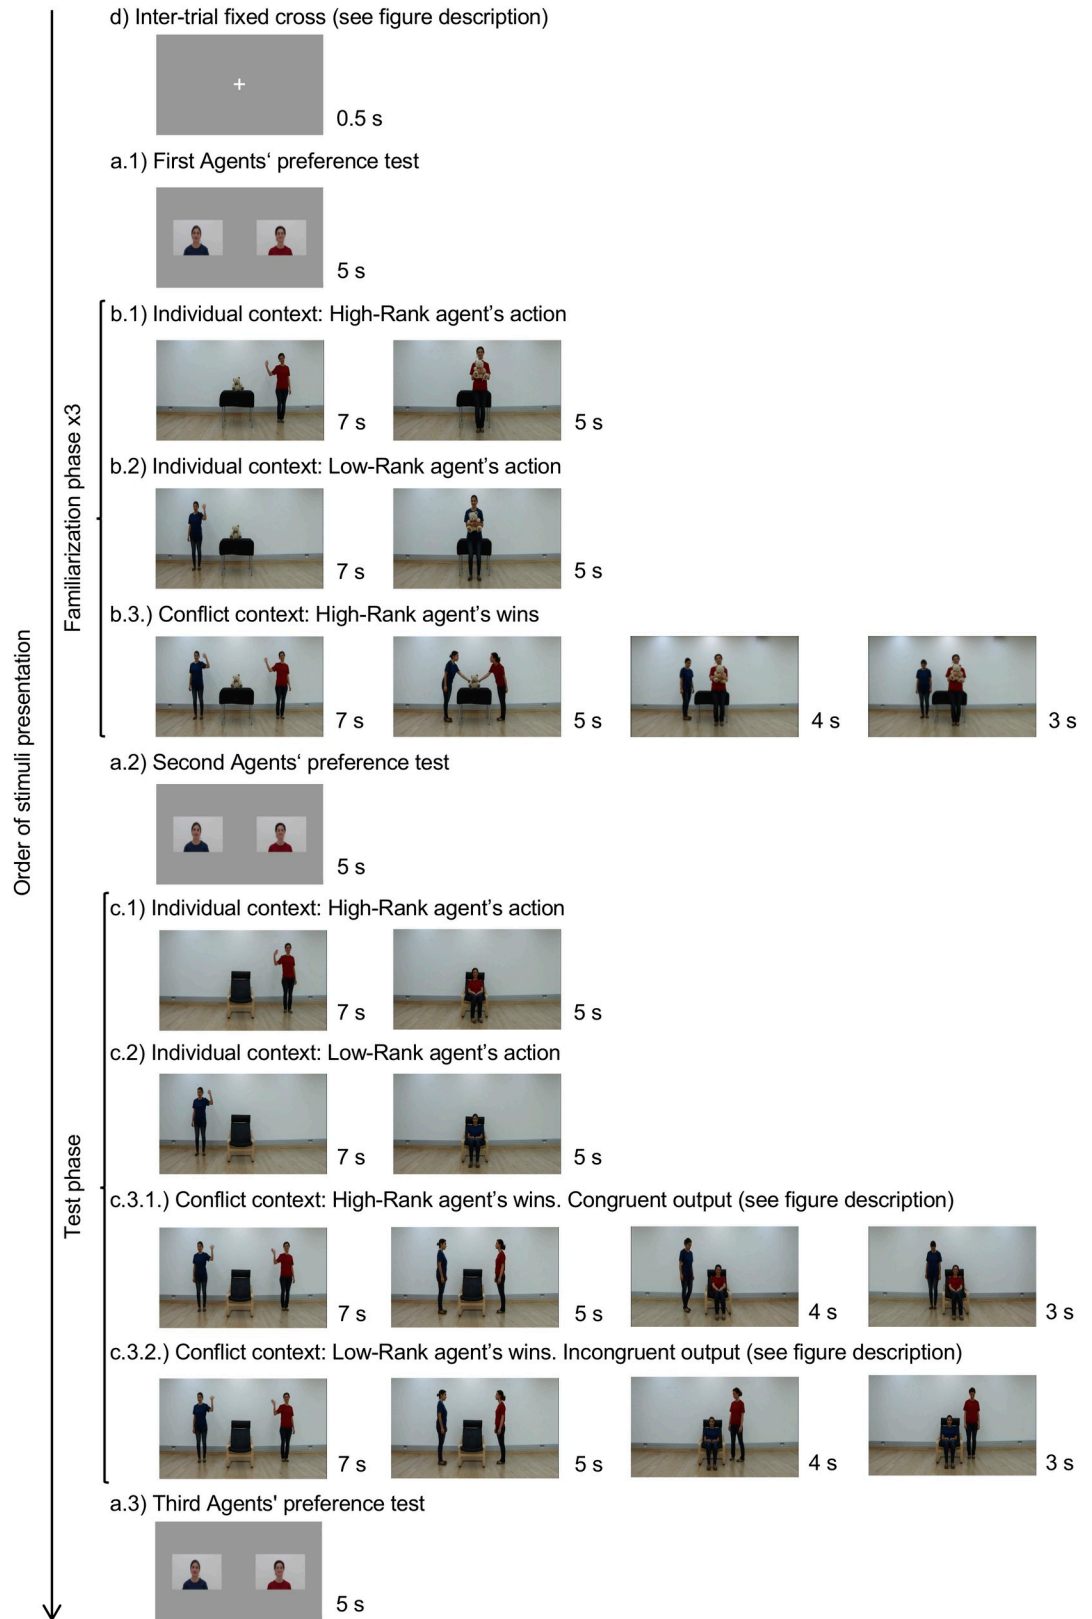 d) Inter-trial fixed cross (see figure description)
0.5 s
a.1) First Agents‘ preference test
5 s
b.1) Individual context: High-Rank agent’s action
7 s
5 s
b.2) Individual context: Low-Rank agent’s action
7 s
5 s
b.3.) Conflict context: High-Rank agent’s wins
7 s
5 s
4 s
3 s
Familiarization phase x3
a.2) Second Agents‘ preference test
5 s
Order of stimuli presentation
c.1) Individual context: High-Rank agent’s action
7 s
5 s
c.2) Individual context: Low-Rank agent’s action
7 s
5 s
Test phase
c.3.1.) Conflict context: High-Rank agent’s wins. Congruent output (see figure description)
7 s
5 s
4 s
3 s
c.3.2.) Conflict context: Low-Rank agent’s wins. Incongruent output (see figure description)
7 s
5 s
4 s
3 s
a.3) Third Agents' preference test
5 s